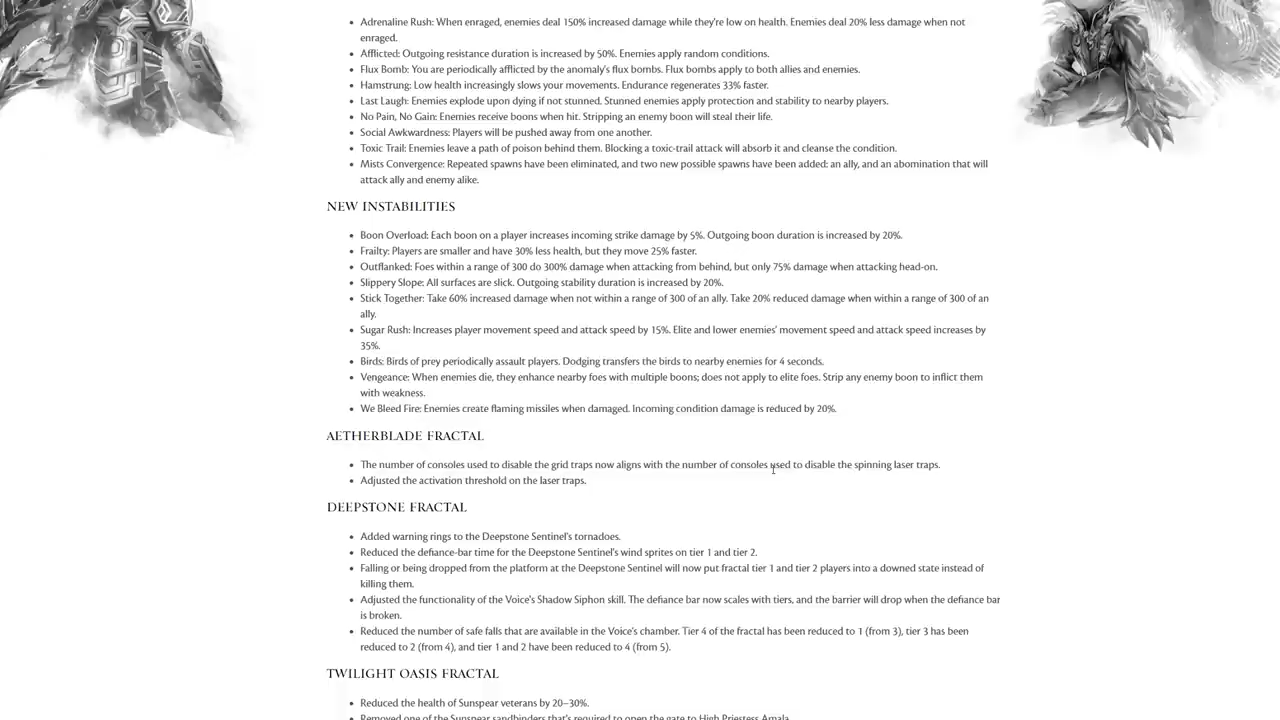 • Adrenaline Rush: When enraged, enemies deal 150% increased damage while they're low on health. Enemies deal 20% less damage when not
enraged.
• Afflicted: Outgoing resistance duration is increased by 50%. Enemies apply random conditions.
• Flux Bomb: You are periodically afflicted by the anomaly's flux bombs. Flux bombs apply to both allies and enemies.
• Hamstrung: Low health increasingly slows your movements. Endurance regenerates 33% faster.
• Last Laugh: Enemies explode upon dying if not stunned. Stunned enemies apply protection and stability to nearby players.
• No Pain, No Gain: Enemies receive boons when hit. Stripping an enemy boon will steal their life.
• Social Awkwardness: Players will be pushed away from one another.
• Toxic Trail: Enemies leave a path of poison behind them. Blocking a toxic-trail attack will absorb it and cleanse the condition.
• Mists Convergence: Repeated spawns have been eliminated, and two new possible spawns have been added: an ally, and an abomination that will
attack ally and enemy alike.
NEW INSTABILITIES
• Boon Overload: Each boon on a player increases incoming strike damage by 5%. Outgoing boon duration is increased by 20%.
• Frailty: Players are smaller and have 30% less health, but they move 25% faster.
• Outflanked: Foes within a range of 300 do 300% damage when attacking from behind, but only 75% damage when attacking head-on.
• Slippery Slope: All surfaces are slick. Outgoing stability duration is increased by 20%.
• Stick Together: Take 60% increased damage when not within a range of 300 of an ally. Take 20% reduced damage when within a range of 300 of an
ally.
• Sugar Rush: Increases player movement speed and attack speed by 15%. Elite and lower enemies' movement speed and attack speed increases by
35%.
• Birds: Birds of prey periodically assault players. Dodging transfers the birds to nearby enemies for 4 seconds.
• Vengeance: When enemies die, they enhance nearby foes with multiple boons; does not apply to elite foes. Strip any enemy boon to inflict them
with weakness.
• We Bleed Fire: Enemies create flaming missiles when damaged. Incoming condition damage is reduced by 20%.
AETHERBLADE FRACTAL
• The number of consoles used to disable the grid traps now aligns with the number of consoles used to disable the spinning laser traps.
• Adjusted the activation threshold on the laser traps.
DEEPSTONE FRACTAL
• Added warning rings to the Deepstone Sentinel's tornadoes.
• Reduced the defiance-bar time for the Deepstone Sentinel's wind sprites on tier 1 and tier 2.
• Falling or being dropped from the platform at the Deepstone Sentinel will now put fractal tier 1 and tier 2 players into a downed state instead of
killing them.
• Adjusted the functionality of the Voice's Shadow Siphon skill. The defiance bar now scales with tiers, and the barrier will drop when the defiance bar
is broken.
• Reduced the number of safe falls that are available in the Voice's chamber. Tier 4 of the fractal has been reduced to 1 (from 3), tier 3 has been
reduced to 2 (from 4), and tier 1 and 2 have been reduced to 4 (from 5).
TWILIGHT OASIS FRACTAL
• Reduced the health of Sunspear veterans by 20–30%.
• Removed one of the Sunspear sandbinders that's required to open the gate to High Priestess Amala.